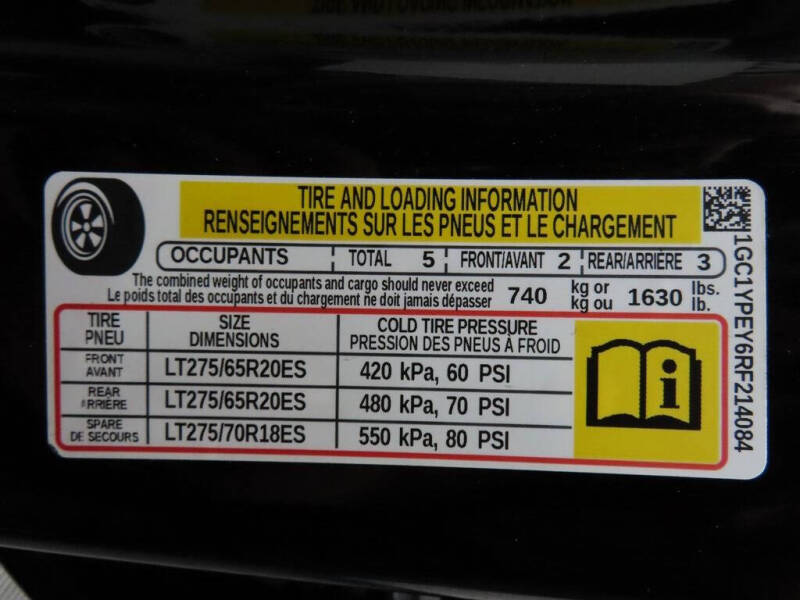 TIRE AND LOADING INFORMATION
RENSEIGNEMENTS SUR LES PNEUS ET LE CHARGEMENT
OCCUPANTS TOTAL 5 FRONT/AVANT 2 REAR/ARRIÈRE 3
The combined weight of occupants and cargo should never exceed
Le poids total des occupants et du chargement ne doit jamais dépasser
740 kg or kg ou 1630 lbs. lb.
TIRE PNEU SIZE DIMENSIONS COLD TIRE PRESSURE PRESSION DES PNEUS À FROID
FRONT AVANT LT275/65R20ES 420 kPa, 60 PSI
REAR ARRIÈRE LT275/65R20ES 480 kPa, 70 PSI
SPARE DE SECOURS LT275/70R18ES 550 kPa, 80 PSI
i
1GC1YPEY6RF214084